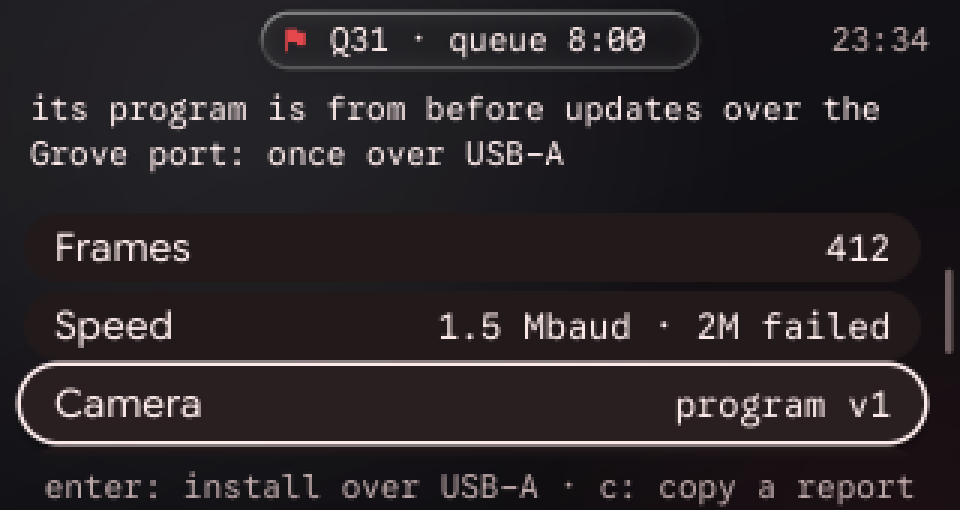 Q31 · queue 8:00
23:34
its program is from before updates over the
Grove port: once over USB-A
Frames 412
Speed 1.5 Mbaud · 2M failed
Camera program v1
enter: install over USB-A · c: copy a report